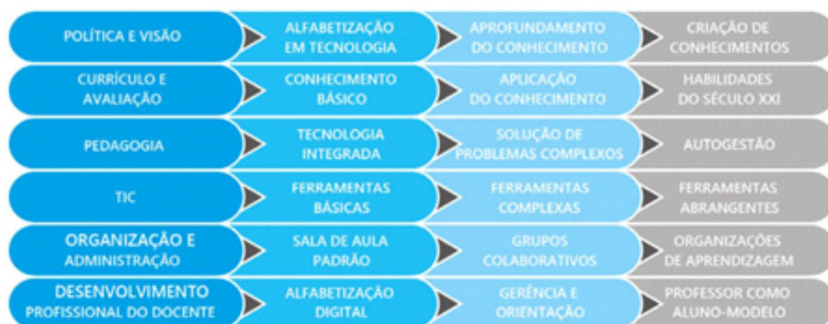 POLÍTICA E VISÃO
ALFABETIZAÇÃO
EM TECNOLOGIA
APROFUNDAMENTO
DO CONHECIMENTO
CRIAÇÃO DE
CONHECIMENTOS
CURRÍCULO E
AVALIAÇÃO
CONHECIMENTO
BÁSICO
APLICAÇÃO
DO CONHECIMENTO
HABILIDADES
DO SÉCULO XXI
PEDAGOGIA
TECNOLOGIA
INTEGRADA
SOLUÇÃO DE
PROBLEMAS COMPLEXOS
AUTOGESTÃO
TIC
FERRAMENTAS
BÁSICAS
FERRAMENTAS
COMPLEXAS
FERRAMENTAS
ABRANGENTES
ORGANIZAÇÃO E
ADMINISTRAÇÃO
SALA DE AULA
PADRÃO
GRUPOS
COLABORATIVOS
ORGANIZAÇÕES
DE APRENDIZAGEM
DESENVOLVIMENTO
PROFISSIONAL DO DOCENTE
ALFABETIZAÇÃO
DIGITAL
GERÊNCIA E
ORIENTAÇÃO
PROFESSOR COMO
ALUNO-MODELO